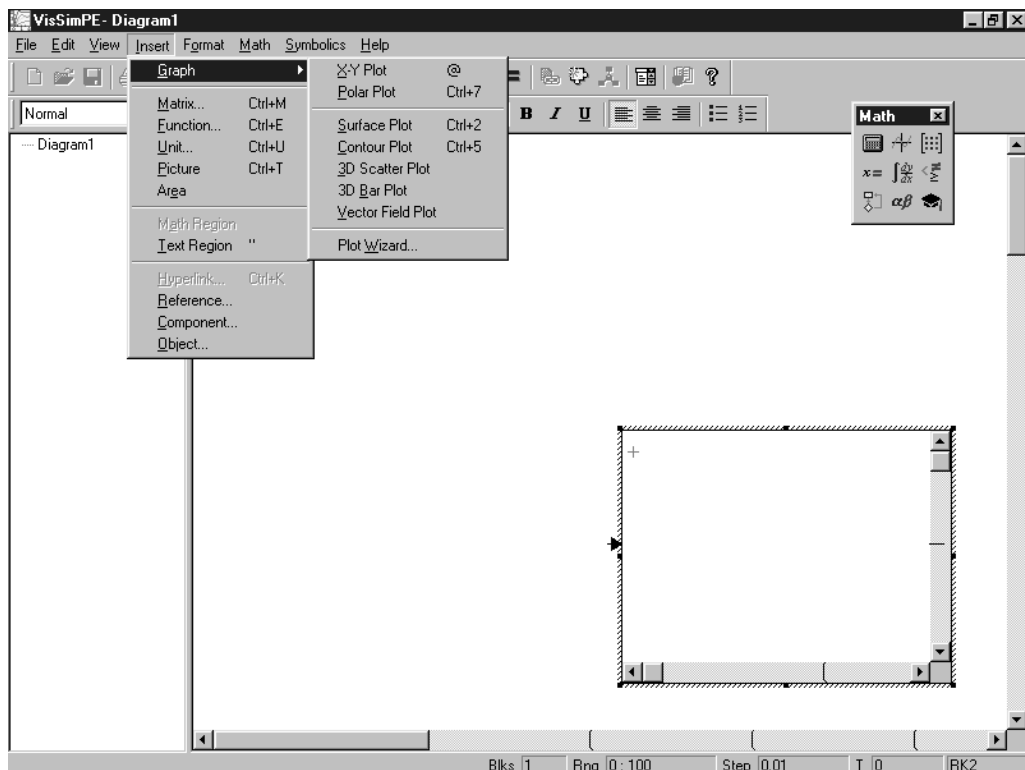 VisSimPE- Diagram1
File Edit View Insert Format Math Symbolics Help
Normal
B I U
Diagram1
Graph
Matrix... Ctrl+M
Function... Ctrl+E
Unit... Ctrl+U
Picture Ctrl+T
Area
Math Region
Text Region "
Hyperlink... Ctrl+K
Reference...
Component...
Object...
X-Y Plot @
Polar Plot Ctrl+7
Surface Plot Ctrl+2
Contour Plot Ctrl+5
3D Scatter Plot
3D Bar Plot
Vector Field Plot
Plot Wizard...
Math
x= ∫ dy/dx <≠≥
αβ
Blks 1 Rng 0 : 100 Step 0.01 T 0 RK2